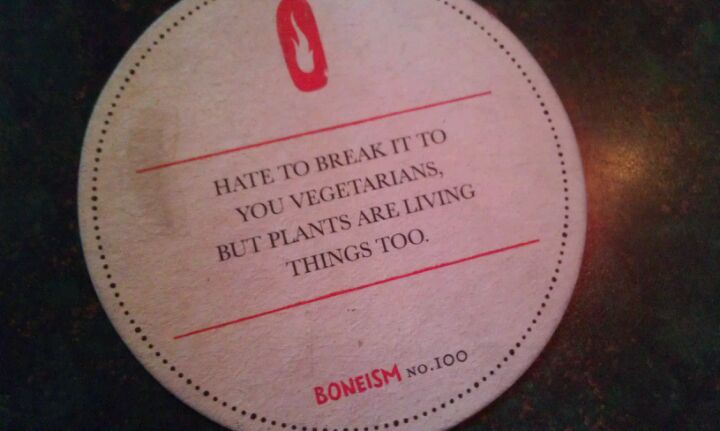 HATE TO BREAK IT TO
YOU VEGETARIANS,
BUT PLANTS ARE LIVING
THINGS TOO.
BONEISM NO.100